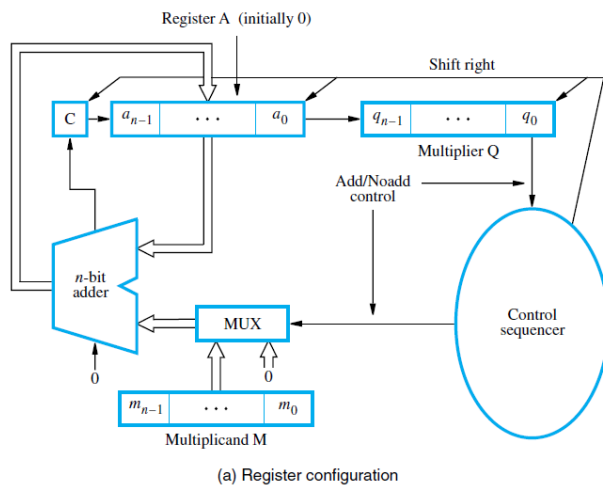 Register A (initially 0)
Shift right
C
a_{n-1} ... a_0
q_{n-1} ... q_0
Multiplier Q
Add/Noadd
control
n-bit
adder
MUX
Control
sequencer
0
0
m_{n-1} ... m_0
Multiplicand M
(a) Register configuration